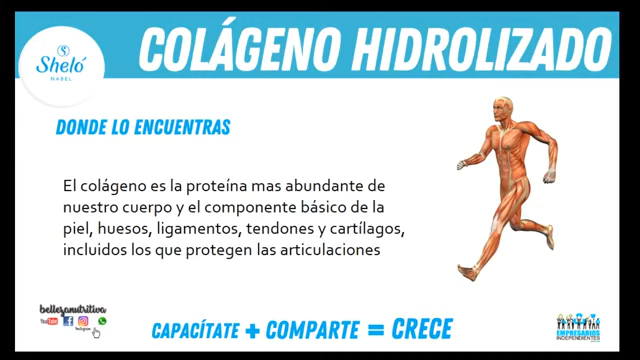 COLÁGENO HIDROLIZADO
S
Sheló
NABEL
DONDE LO ENCUENTRAS
El colágeno es la proteína mas abundante de
nuestro cuerpo y el componente básico de la
piel, huesos, ligamentos, tendones y cartílagos,
incluidos los que protegen las articulaciones
bellezanutritiva
YouTube
Instagram
CAPACÍTATE + COMPARTE = CRECE
EMPRESARIOS
INDEPENDIENTES